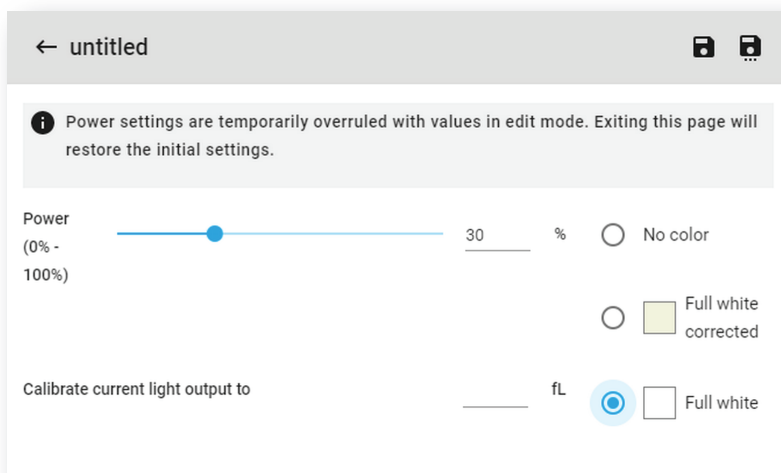 untitled
Power settings are temporarily overruled with values in edit mode. Exiting this page will
restore the initial settings.
Power
(0% -
100%)
30
%
No color
Full white
corrected
Calibrate current light output to
fL
Full white